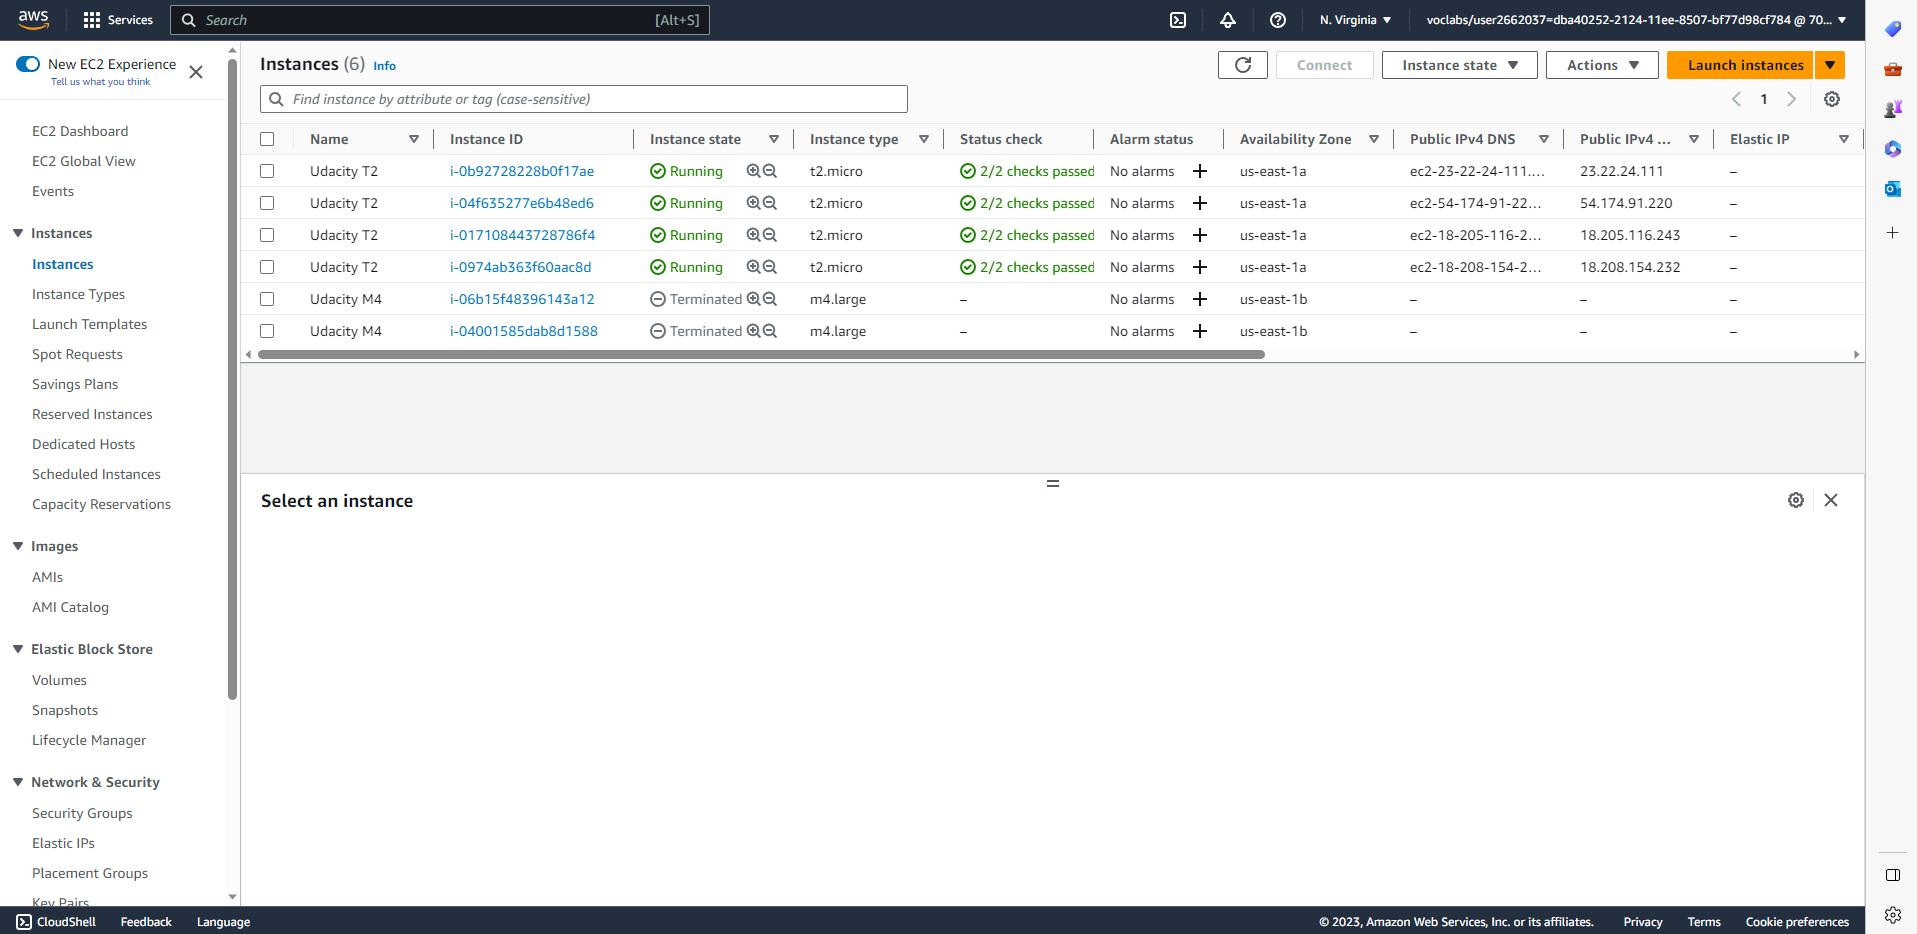 aws
Services
Search
[Alt+S]
N. Virginia
voclabs/user2662037=dba40252-2124-11ee-8507-bf77d98cf784 @ 70...
New EC2 Experience
Tell us what you think
EC2 Dashboard
EC2 Global View
Events
Instances
Instances
Instance Types
Launch Templates
Spot Requests
Savings Plans
Reserved Instances
Dedicated Hosts
Scheduled Instances
Capacity Reservations
Images
AMIs
AMI Catalog
Elastic Block Store
Volumes
Snapshots
Lifecycle Manager
Network & Security
Security Groups
Elastic IPs
Placement Groups
Key Pairs
Instances (6) Info
Connect
Instance state
Actions
Launch instances
Find instance by attribute or tag (case-sensitive)
1
Name Instance ID Instance state Instance type Status check Alarm status Availability Zone Public IPv4 DNS Public IPv4 ... Elastic IP
Udacity T2 i-0b92728228b0f17ae Running t2.micro 2/2 checks passed No alarms + us-east-1a ec2-23-22-24-111.... 23.22.24.111 –
Udacity T2 i-04f635277e6b48ed6 Running t2.micro 2/2 checks passed No alarms + us-east-1a ec2-54-174-91-22... 54.174.91.220 –
Udacity T2 i-017108443728786f4 Running t2.micro 2/2 checks passed No alarms + us-east-1a ec2-18-205-116-2... 18.205.116.243 –
Udacity T2 i-0974ab363f60aac8d Running t2.micro 2/2 checks passed No alarms + us-east-1a ec2-18-208-154-2... 18.208.154.232 –
Udacity M4 i-06b15f48396143a12 Terminated m4.large – No alarms + us-east-1b – – –
Udacity M4 i-04001585dab8d1588 Terminated m4.large – No alarms + us-east-1b – – –
Select an instance
CloudShell
Feedback
Language
© 2023, Amazon Web Services, Inc. or its affiliates.
Privacy
Terms
Cookie preferences